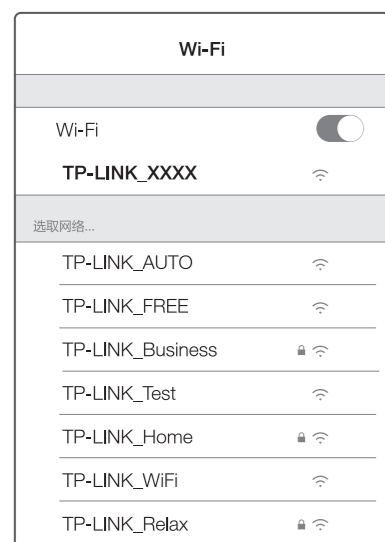 Wi-Fi
Wi-Fi
TP-LINK_XXXX
选取网络...
TP-LINK_AUTO
TP-LINK_FREE
TP-LINK_Business
TP-LINK_Test
TP-LINK_Home
TP-LINK_WiFi
TP-LINK_Relax